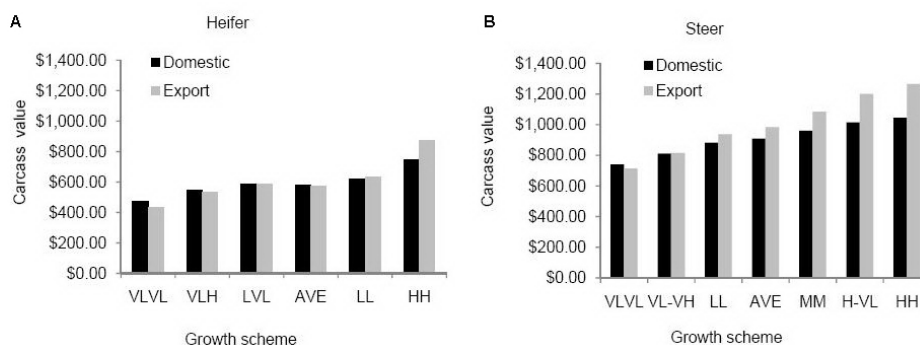 A
Heifer
$1,400.00
$1,200.00
$1,000.00
$800.00
$600.00
$400.00
$200.00
$0.00
Carcass value
Domestic
Export
VLVL VLH LVL AVE LL HH
Growth scheme
B
Steer
$1,400.00
$1,200.00
$1,000.00
$800.00
$600.00
$400.00
$200.00
$0.00
Carcass value
Domestic
Export
VLVL VL-VH LL AVE MM H-VL HH
Growth scheme